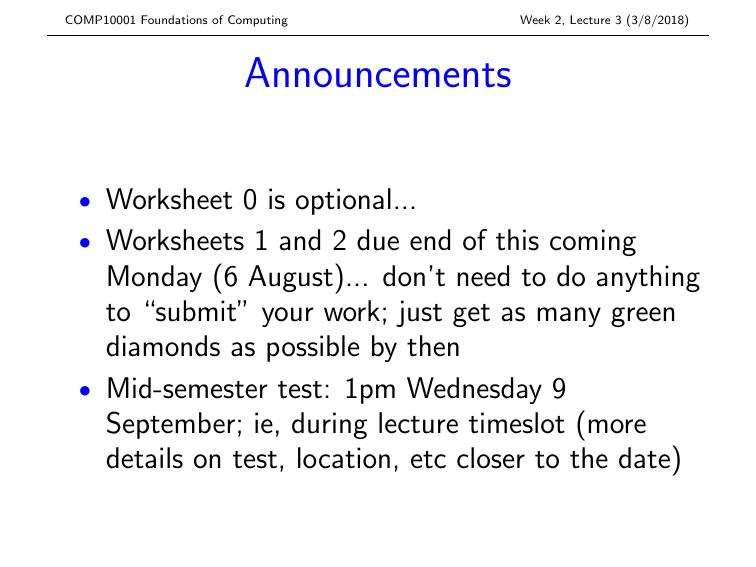 COMP10001 Foundations of Computing
Week 2, Lecture 3 (3/8/2018)
Announcements
• Worksheet 0 is optional...
• Worksheets 1 and 2 due end of this coming
Monday (6 August)... don't need to do anything
to “submit” your work; just get as many green
diamonds as possible by then
• Mid-semester test: 1pm Wednesday 9
September; ie, during lecture timeslot (more
details on test, location, etc closer to the date)